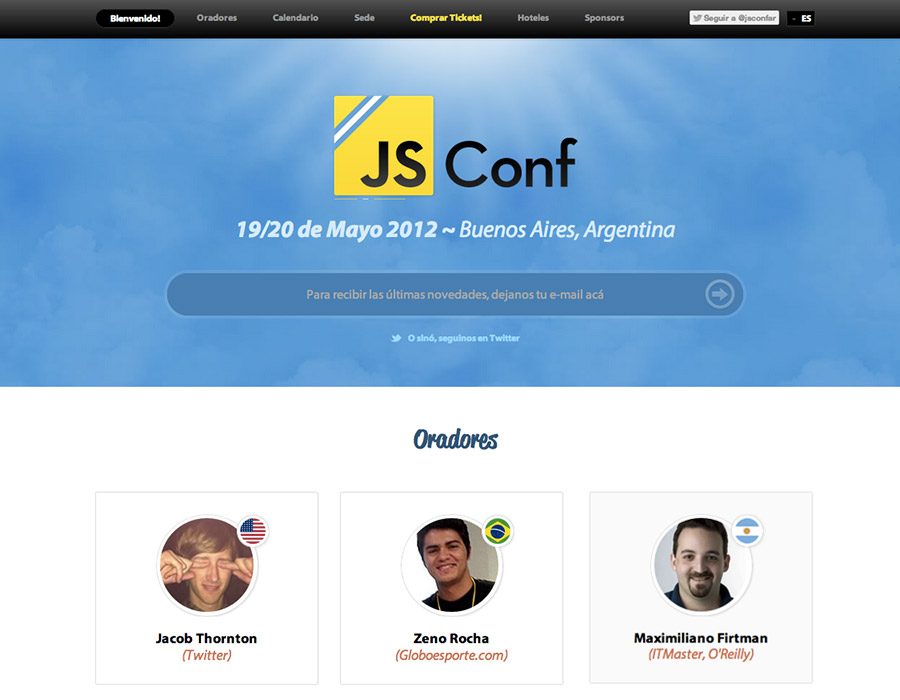 Bienvenido!
Oradores
Calendario
Sede
Comprar Tickets!
Hoteles
Sponsors
Seguir a @jsconfar
ES
JS Conf
19/20 de Mayo 2012 ~ Buenos Aires, Argentina
Para recibir las últimas novedades, dejanos tu e-mail acá
O sinó, seguinos en Twitter
Oradores
Jacob Thornton
(Twitter)
Zeno Rocha
(Globoesporte.com)
Maximiliano Firtman
(ITMaster, O'Reilly)